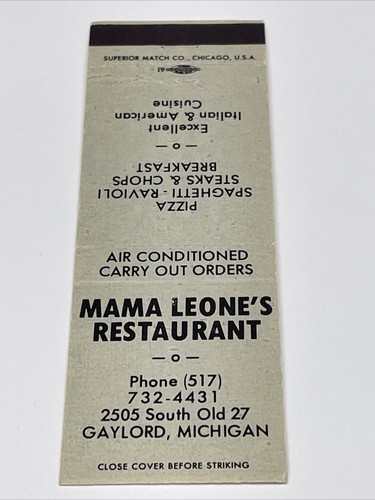 SUPERIOR MATCH CO., CHICAGO, U.S.A.
Excellent
Italian & American
Cuisine
— o —
PIZZA
SPAGHETTI - RAVIOLI
STEAKS & CHOPS
BREAKFAST
AIR CONDITIONED
CARRY OUT ORDERS
MAMA LEONE'S
RESTAURANT
— o —
Phone (517)
732-4431
2505 South Old 27
GAYLORD, MICHIGAN
CLOSE COVER BEFORE STRIKING